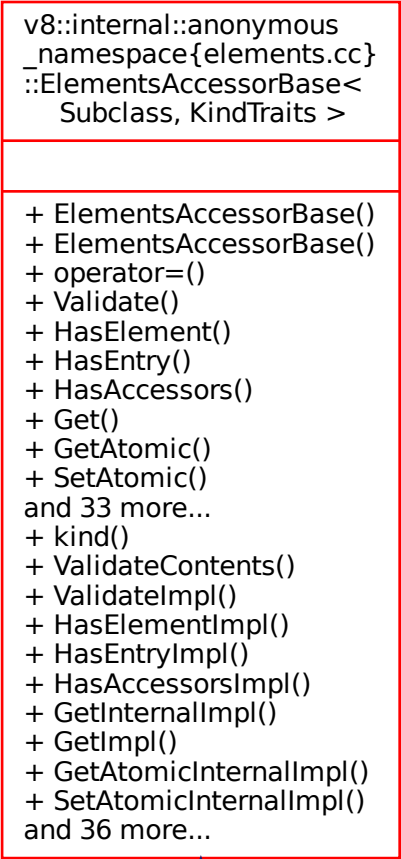 v8::internal::anonymous
_namespace{elements.cc}
::ElementsAccessorBase<
Subclass, KindTraits >
+ ElementsAccessorBase()
+ ElementsAccessorBase()
+ operator=()
+ Validate()
+ HasElement()
+ HasEntry()
+ HasAccessors()
+ Get()
+ GetAtomic()
+ SetAtomic()
and 33 more...
+ kind()
+ ValidateContents()
+ ValidateImpl()
+ HasElementImpl()
+ HasEntryImpl()
+ HasAccessorsImpl()
+ GetInternalImpl()
+ GetImpl()
+ GetAtomicInternalImpl()
+ SetAtomicInternalImpl()
and 36 more...